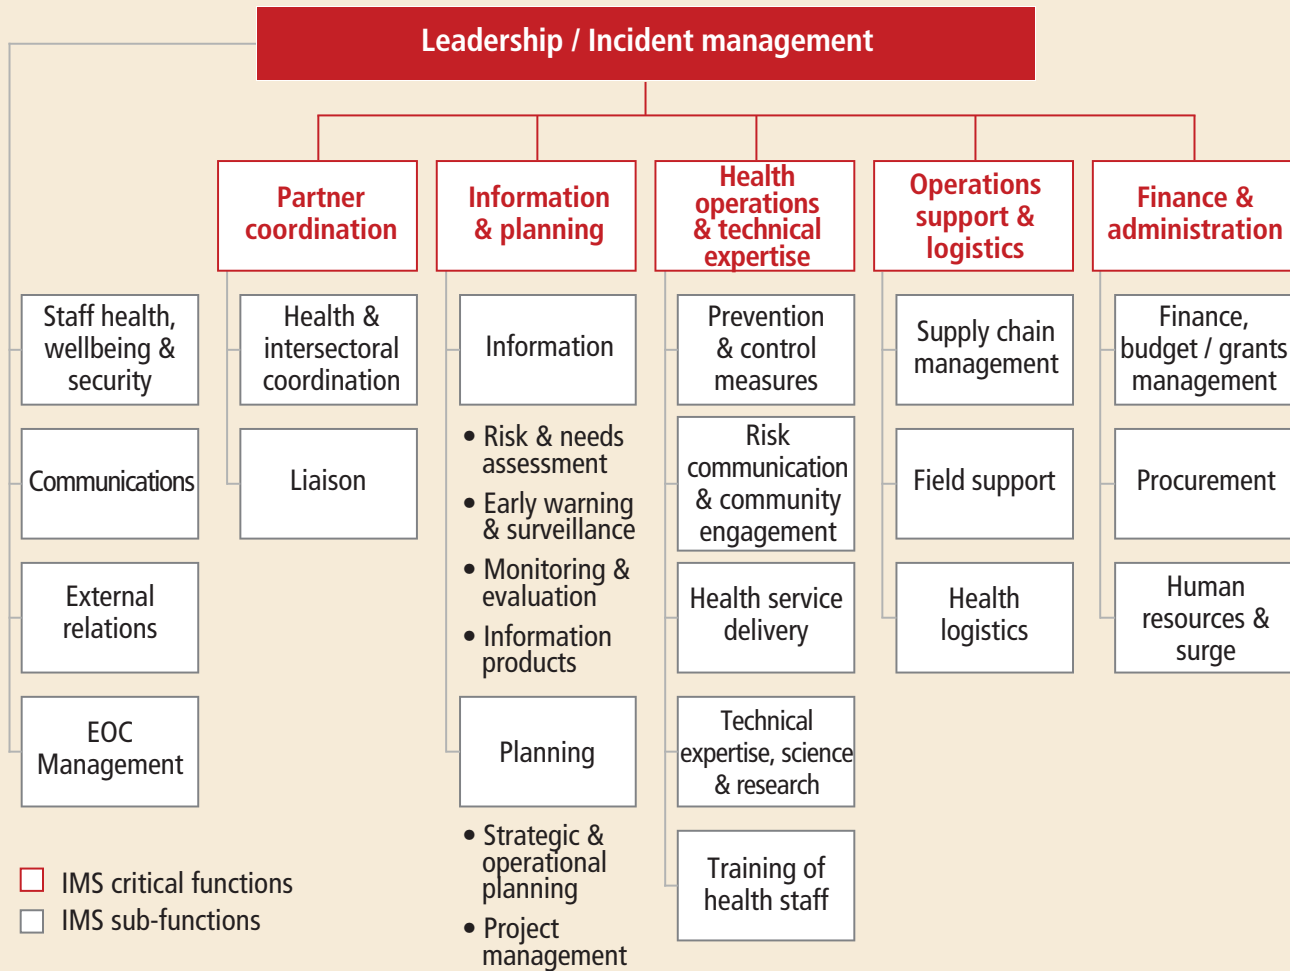 Leadership / Incident management
Partner
coordination
Information
& planning
Health
operations
& technical
expertise
Operations
support &
logistics
Finance &
administration
Staff health,
wellbeing &
security
Communications
External
relations
EOC
Management
Health &
intersectoral
coordination
Liaison
Information
• Risk & needs
assessment
• Early warning
& surveillance
• Monitoring &
evaluation
• Information
products
Planning
• Strategic &
operational
planning
• Project
management
Prevention
& control
measures
Risk
communication
& community
engagement
Health service
delivery
Technical
expertise, science
& research
Training of
health staff
Supply chain
management
Field support
Health
logistics
Finance,
budget / grants
management
Procurement
Human
resources &
surge
IMS critical functions
IMS sub-functions